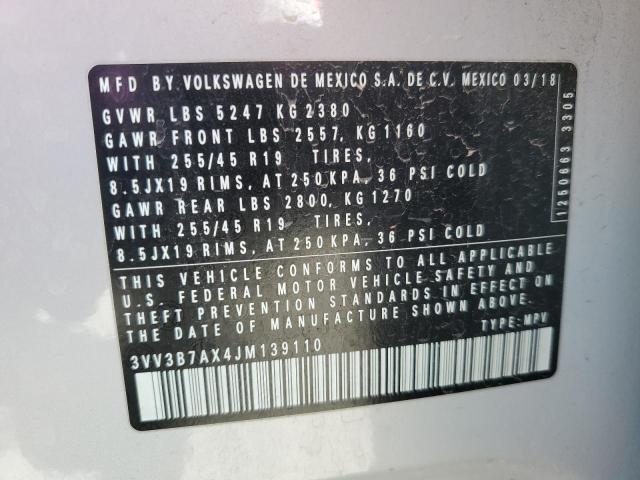 MFD BY VOLKSWAGEN DE MEXICO S.A. DE C.V. MEXICO 03/18
GVWR LBS 5247 KG 2380
GAWR FRONT LBS 2557, KG 1160
WITH 255/45 R19 TIRES,
8.5JX19 RIMS, AT 250 KPA, 36 PSI COLD
GAWR REAR LBS 2800, KG 1270
WITH 255/45 R19 TIRES,
8.5JX19 RIMS, AT 250 KPA, 36 PSI COLD
THIS VEHICLE CONFORMS TO ALL APPLICABLE
U.S. FEDERAL MOTOR VEHICLE SAFETY AND
THEFT PREVENTION STANDARDS IN EFFECT ON
THE DATE OF MANUFACTURE SHOWN ABOVE.
TYPE:MPV
3VV3B7AX4JM139110
1250663 3305